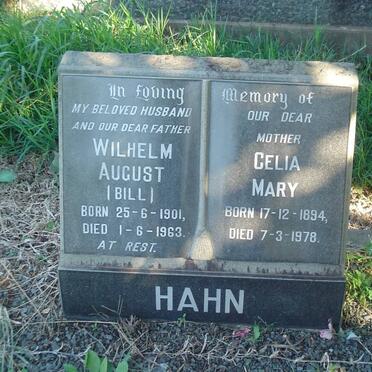 In loving
MY BELOVED HUSBAND
AND OUR DEAR FATHER
WILHELM
AUGUST
(BILL)
BORN 25-6-1901,
DIED 1-6-1963.
AT REST.
Memory of
OUR DEAR
MOTHER
CELIA
MARY
BORN 17-12-1894,
DIED 7-3-1978.
HAHN